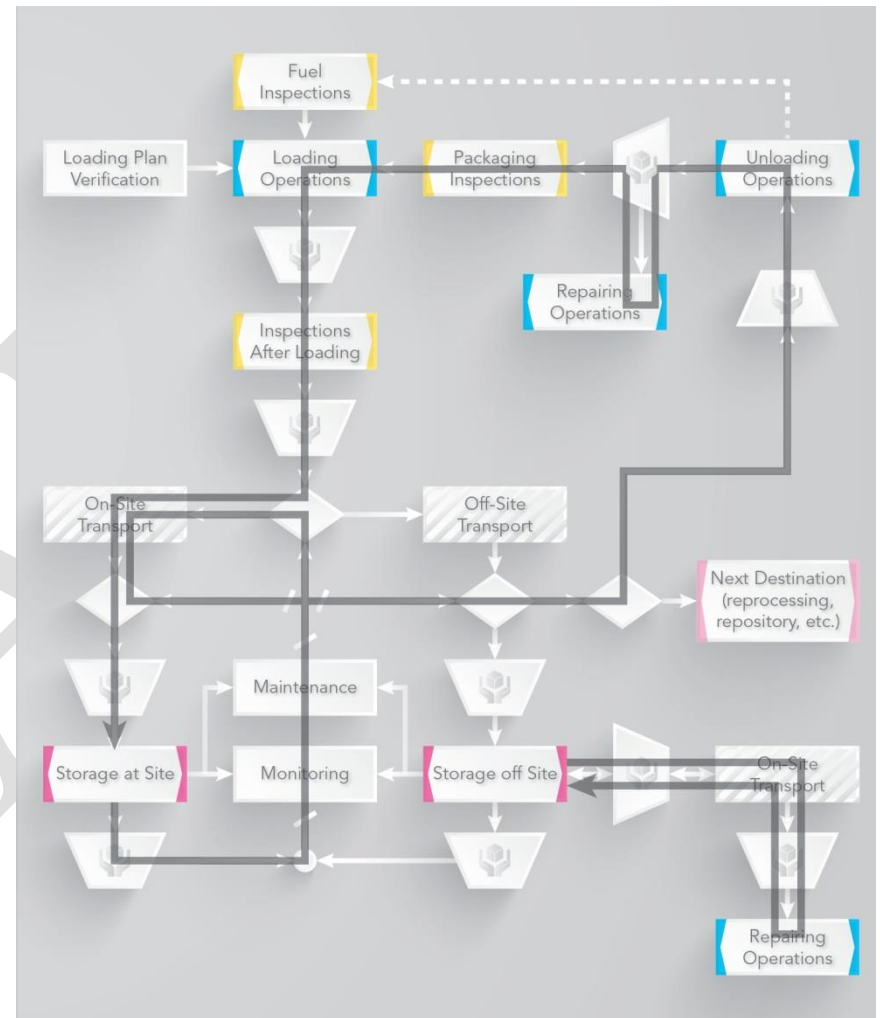 Fuel
Inspections
Loading Plan
Verification
Loading
Operations
Packaging
Inspections
Unloading
Operations
Repairing
Operations
Inspections
After Loading
On-Site
Transport
Off-Site
Transport
Next Destination
(reprocessing,
repository, etc.)
Maintenance
Storage at Site
Monitoring
Storage off Site
On-Site
Transport
Repairing
Operations